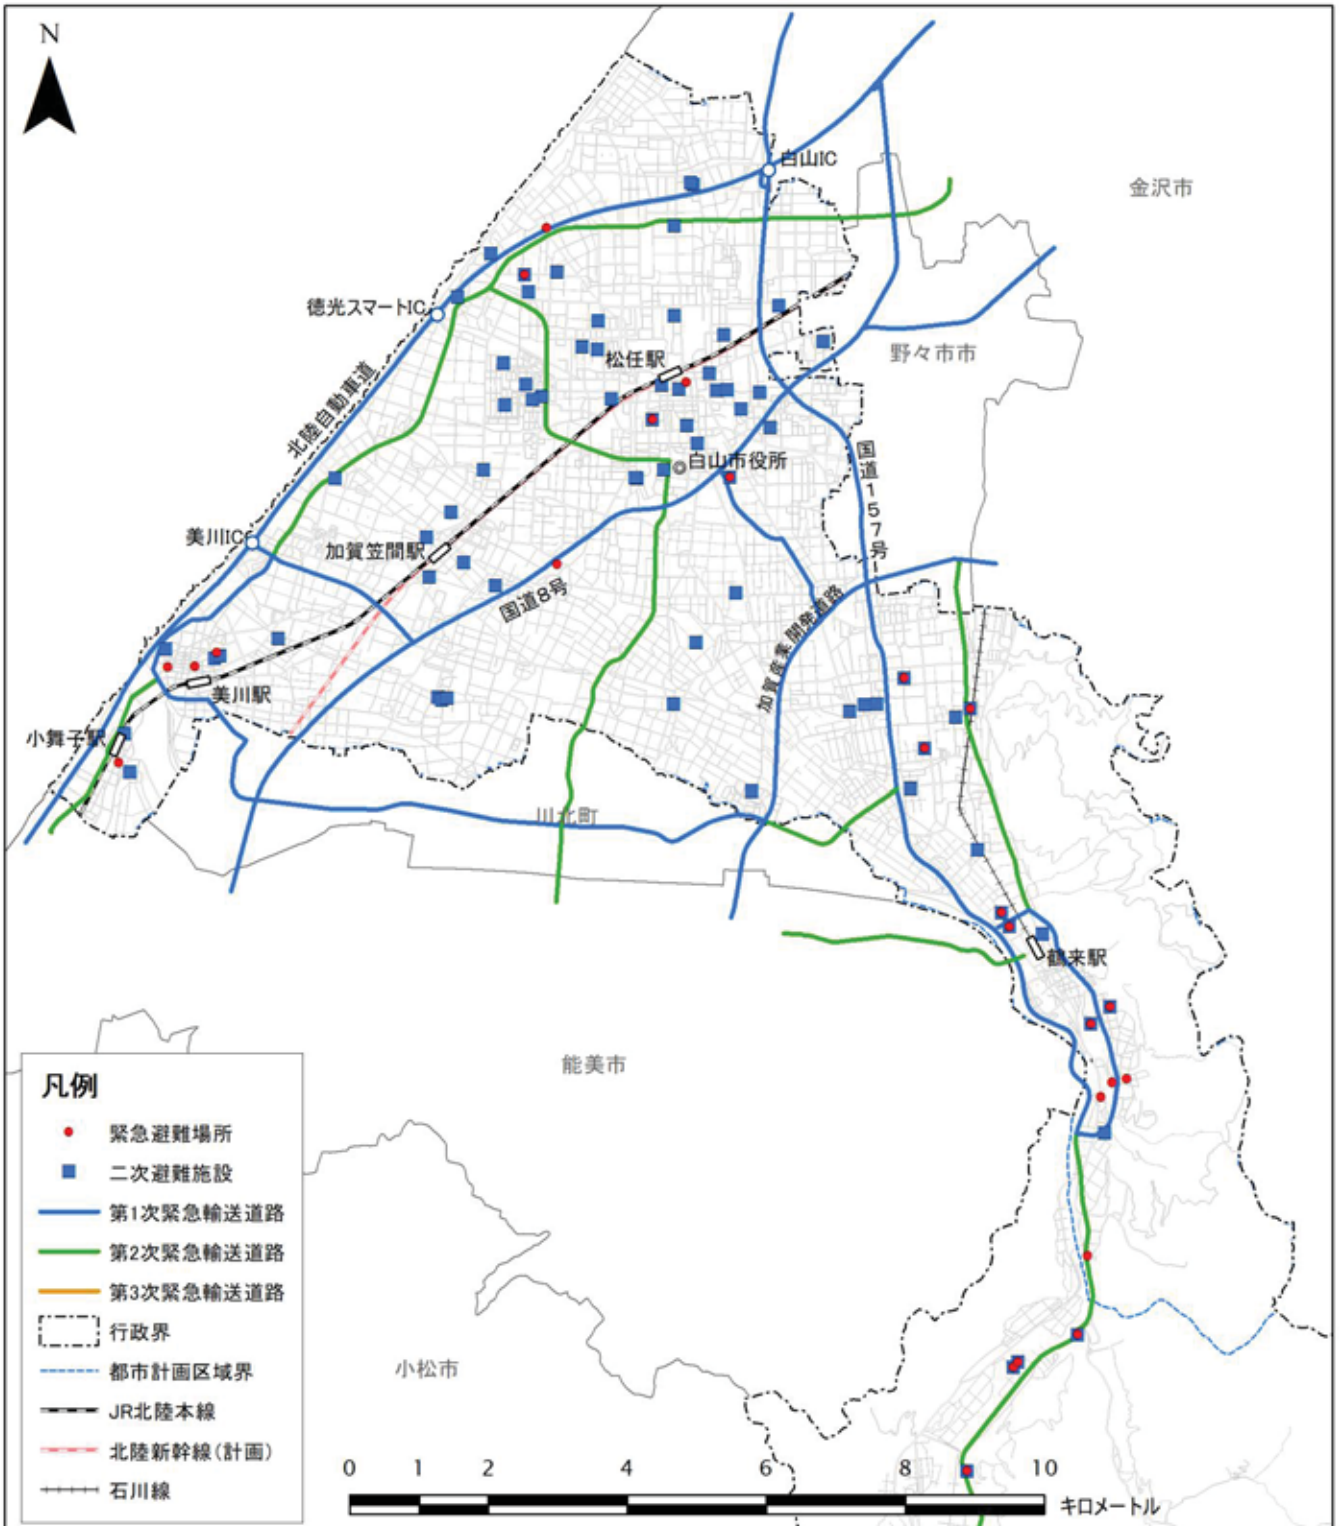 N
白山IC
金沢市
徳光スマートIC
北陸自動車道
松任駅
野々市市
白山市役所
国道157号
美川IC
加賀笠間駅
国道8号
加賀産業開発道路
美川駅
小舞子駅
川北町
鶴来駅
能美市
小松市
凡例
緊急避難場所
二次避難施設
第1次緊急輸送道路
第2次緊急輸送道路
第3次緊急輸送道路
行政界
都市計画区域界
JR北陸本線
北陸新幹線(計画)
石川線
0 1 2 4 6 8 10
キロメートル